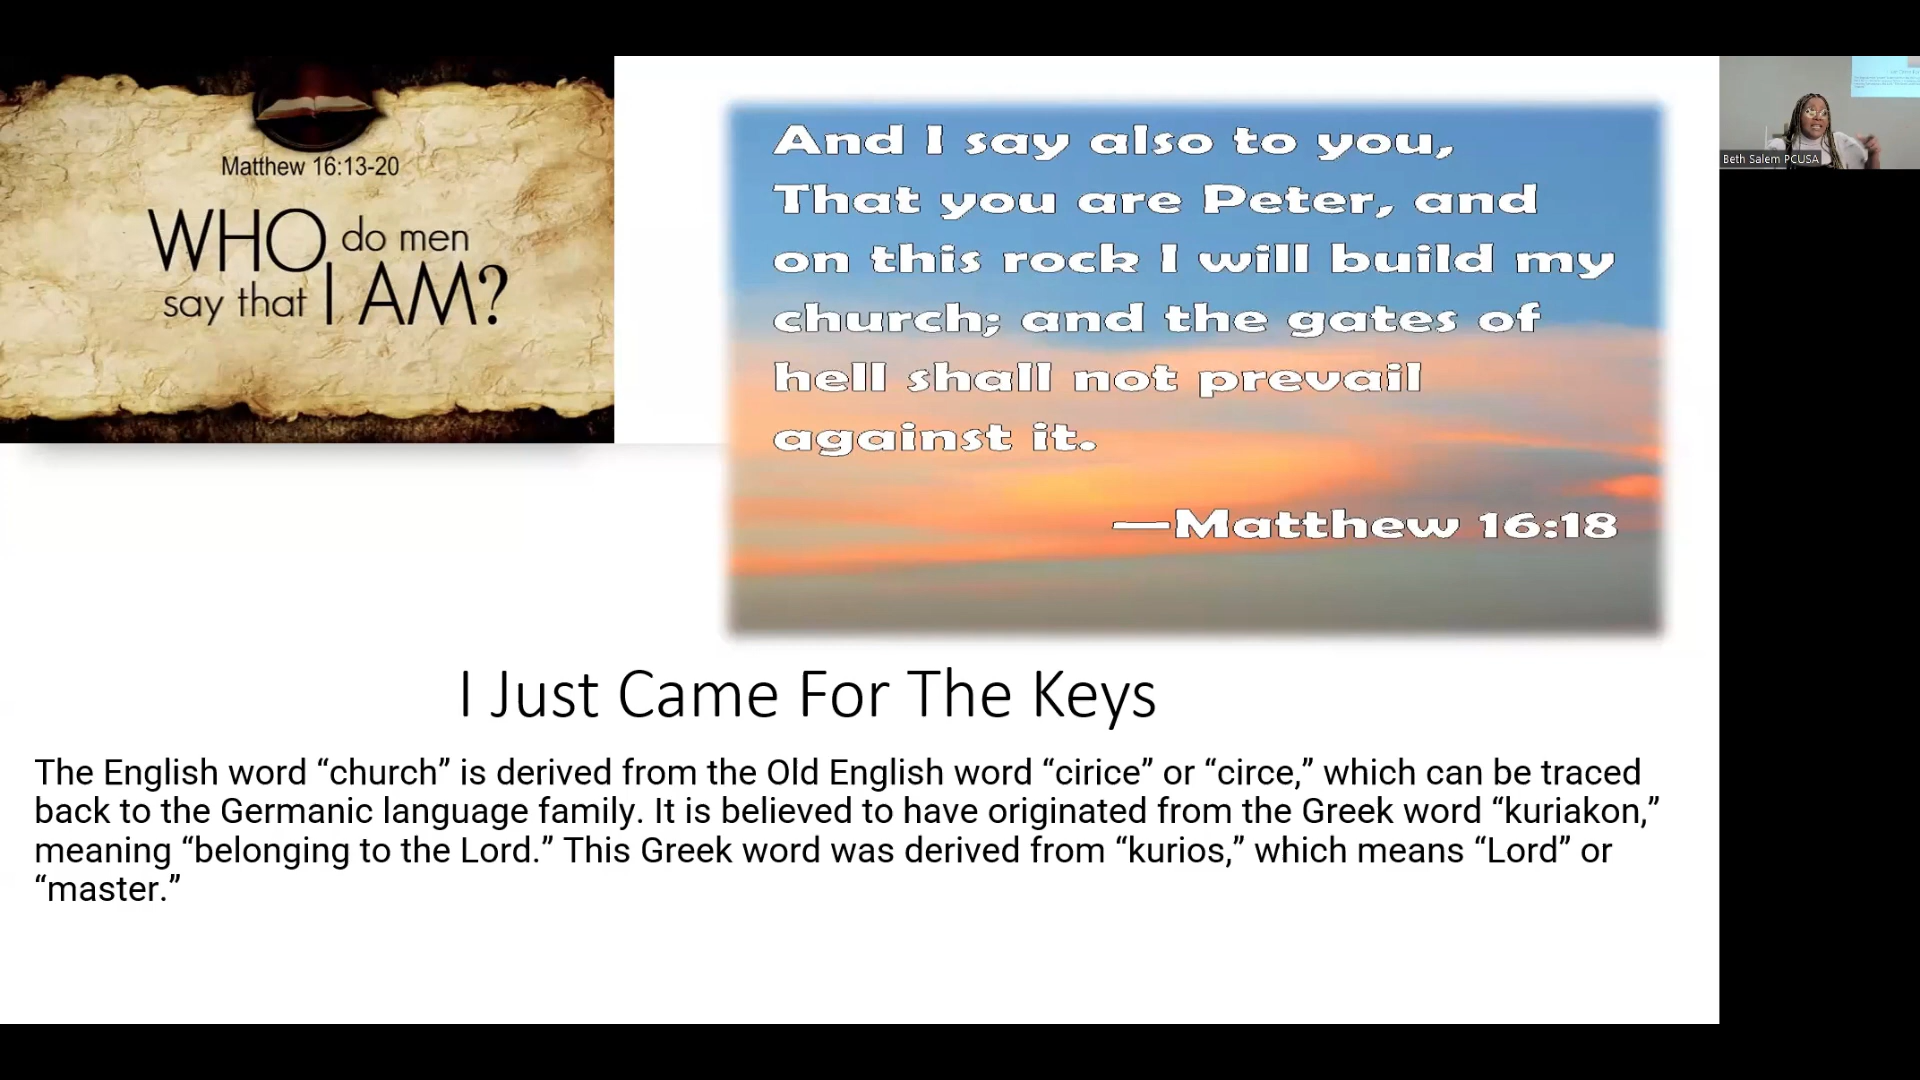 Matthew 16:13-20
WHO do men
say that I AM?
And I say also to you,
That you are Peter, and
on this rock I will build my
church; and the gates of
hell shall not prevail
against it.
—Matthew 16:18
Beth Salem PCUSA
I Just Came For The Keys
The English word “church” is derived from the Old English word “cirice” or “circe,” which can be traced
back to the Germanic language family. It is believed to have originated from the Greek word “kuriakon,”
meaning “belonging to the Lord.” This Greek word was derived from “kurios,” which means “Lord” or
“master.”